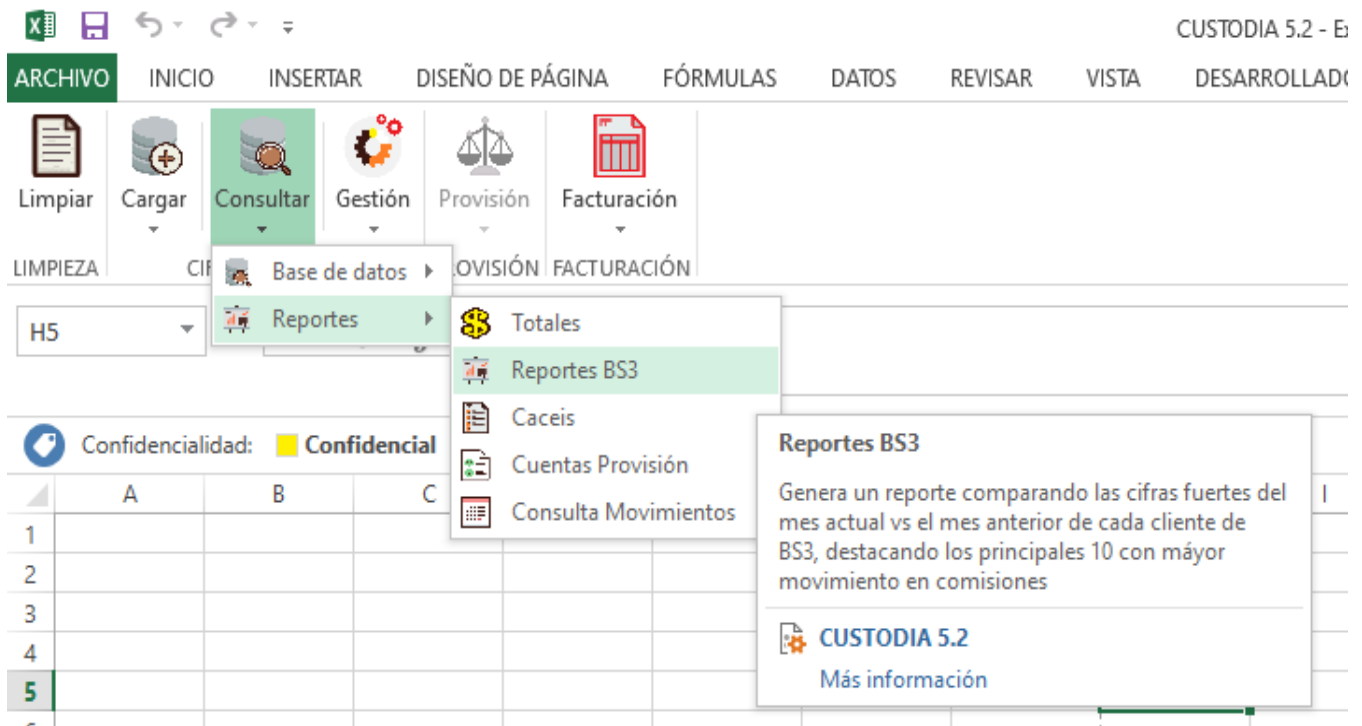 CUSTODIA 5.2 - Ex
ARCHIVO INICIO INSERTAR DISEÑO DE PÁGINA FÓRMULAS DATOS REVISAR VISTA DESARROLLADO
Limpiar Cargar Consultar Gestión Provisión Facturación
LIMPIEZA CIF OVISIÓN FACTURACIÓN
Base de datos
Reportes
H5
Totales
Reportes BS3
Caceis
Cuentas Provisión
Consulta Movimientos
Confidencialidad: Confidencial
Reportes BS3
Genera un reporte comparando las cifras fuertes del
mes actual vs el mes anterior de cada cliente de
BS3, destacando los principales 10 con máyor
movimiento en comisiones
CUSTODIA 5.2
Más información
A B C I
1
2
3
4
5